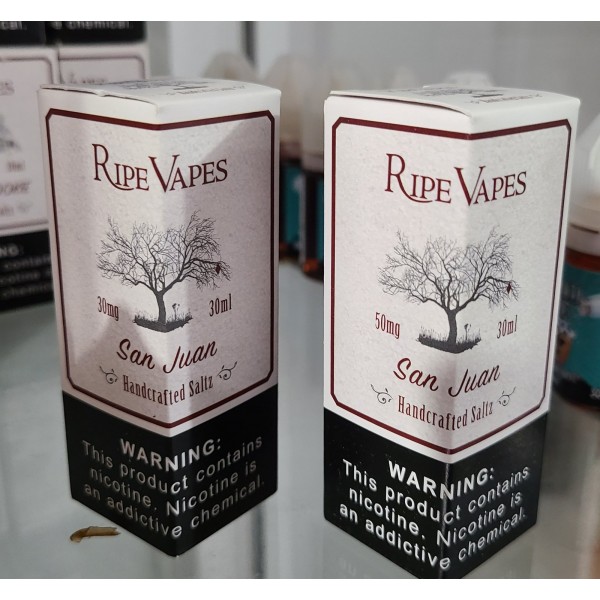 RIPE VAPES
30mg 30ml
San Juan
Handcrafted Saltz
WARNING:
This product contains
nicotine. Nicotine is
an addictive chemical.
RIPE VAPES
50mg 30ml
San Juan
Handcrafted Saltz
WARNING:
This product contains
nicotine. Nicotine is
an addictive chemical.